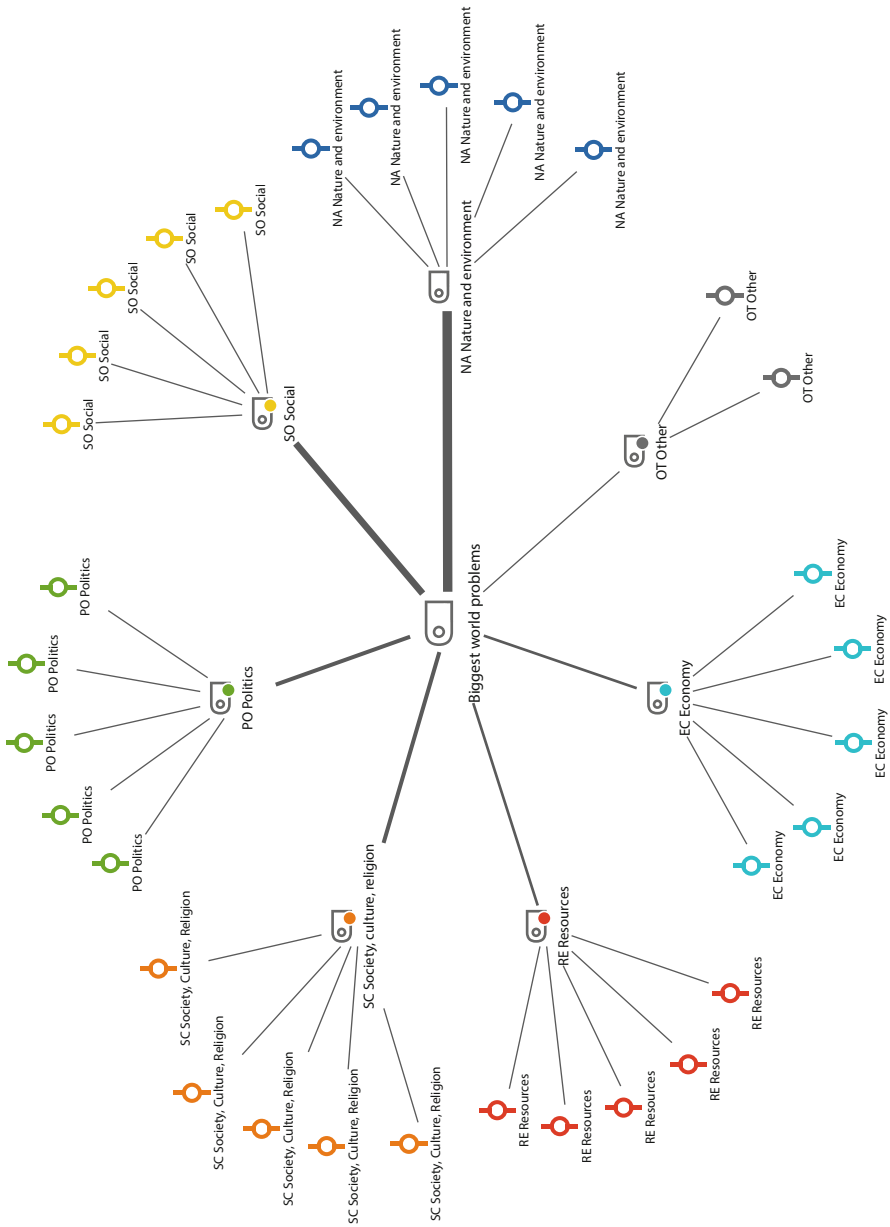 NA Nature and environment
NA Nature and environment
NA Nature and environment
NA Nature and environment
NA Nature and environment
NA Nature and environment
SO Social
SO Social
SO Social
SO Social
SO Social
SO Social
OT Other
OT Other
OT Other
Biggest world problems
PO Politics
PO Politics
PO Politics
PO Politics
PO Politics
PO Politics
EC Economy
EC Economy
EC Economy
EC Economy
EC Economy
EC Economy
SC Society, culture, religion
SC Society, Culture, Religion
SC Society, Culture, Religion
SC Society, Culture, Religion
SC Society, Culture, Religion
SC Society, Culture, Religion
RE Resources
RE Resources
RE Resources
RE Resources
RE Resources
RE Resources